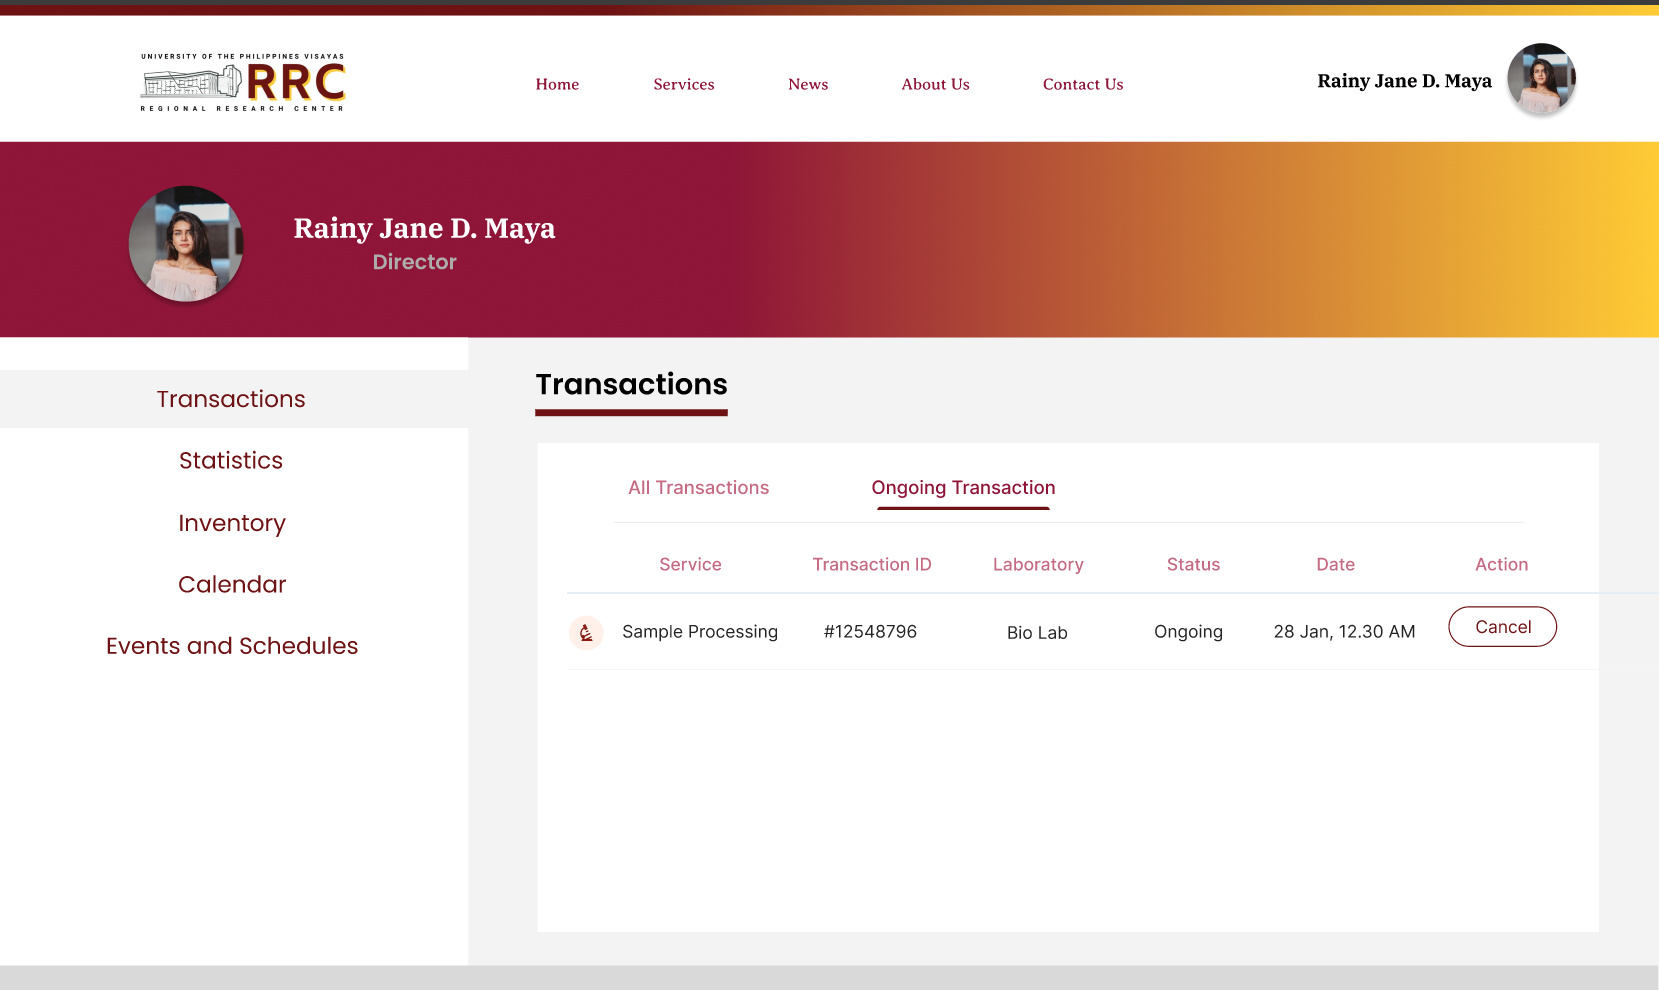 UNIVERSITY OF THE PHILIPPINES VISAYAS
RRC
REGIONAL RESEARCH CENTER
Home Services News About Us Contact Us
Rainy Jane D. Maya
Rainy Jane D. Maya
Director
Transactions
Statistics
Inventory
Calendar
Events and Schedules
Transactions
All Transactions Ongoing Transaction
Service Transaction ID Laboratory Status Date Action
Sample Processing #12548796 Bio Lab Ongoing 28 Jan, 12.30 AM Cancel